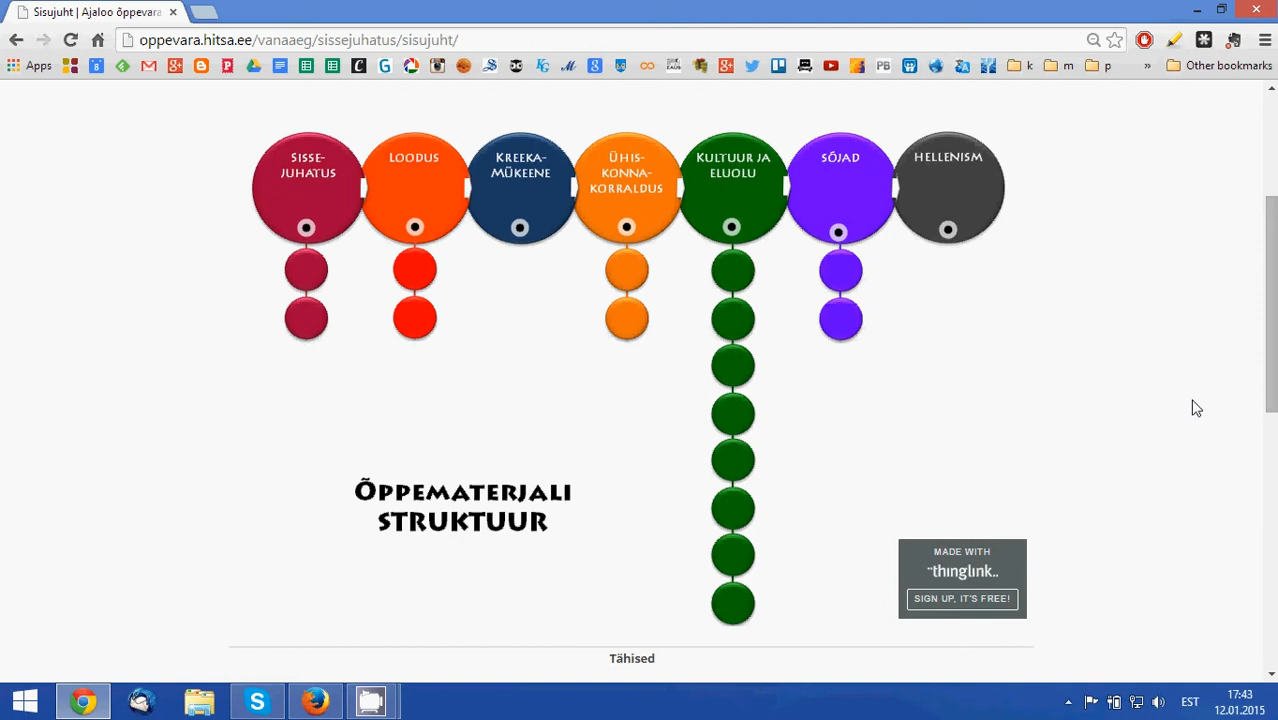 Sisujuht | Ajaloo õppevara
oppevara.hitsa.ee/vanaaeg/sissejuhatus/sisujuht/
Apps
k
m
p
»
Other bookmarks
SISSE-
JUHATUS
LOODUS
KREEKA-
MÜKEENE
ÜHIS-
KONNA-
KORRALDUS
KULTUUR JA
ELUOLU
SÕJAD
HELLENISM
ÕPPEMATERJALI
STRUKTUUR
MADE WITH
thinglink..
SIGN UP, IT'S FREE!
Tähised
EST
17:43
12.01.2015